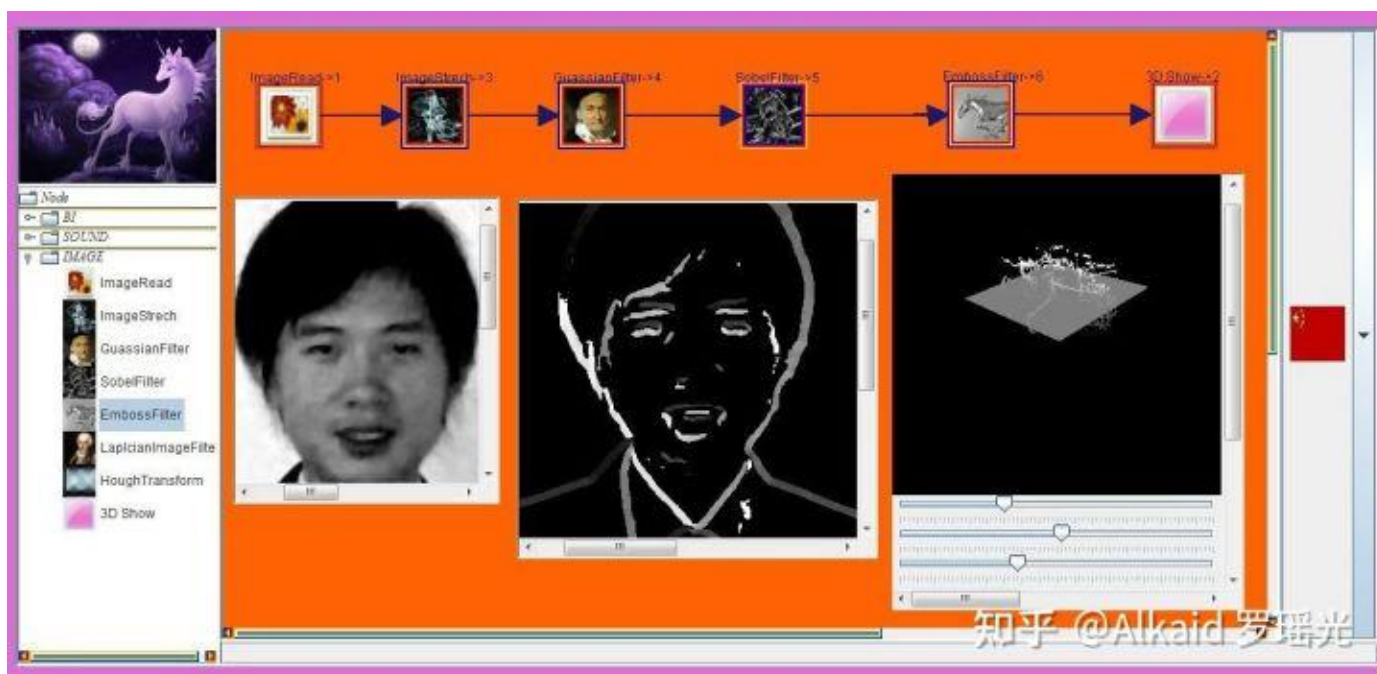 ImageRead->1
ImageStrech->3
GuassianFilter->4
SobelFilter->5
EmbossFilter->6
3D Show->2
Node
BI
SOUND
IMAGE
ImageRead
ImageStrech
GuassianFilter
SobelFilter
EmbossFilter
LaplcianImageFilte
HoughTransform
3D Show
知乎 @Alkaid 罗瑶光